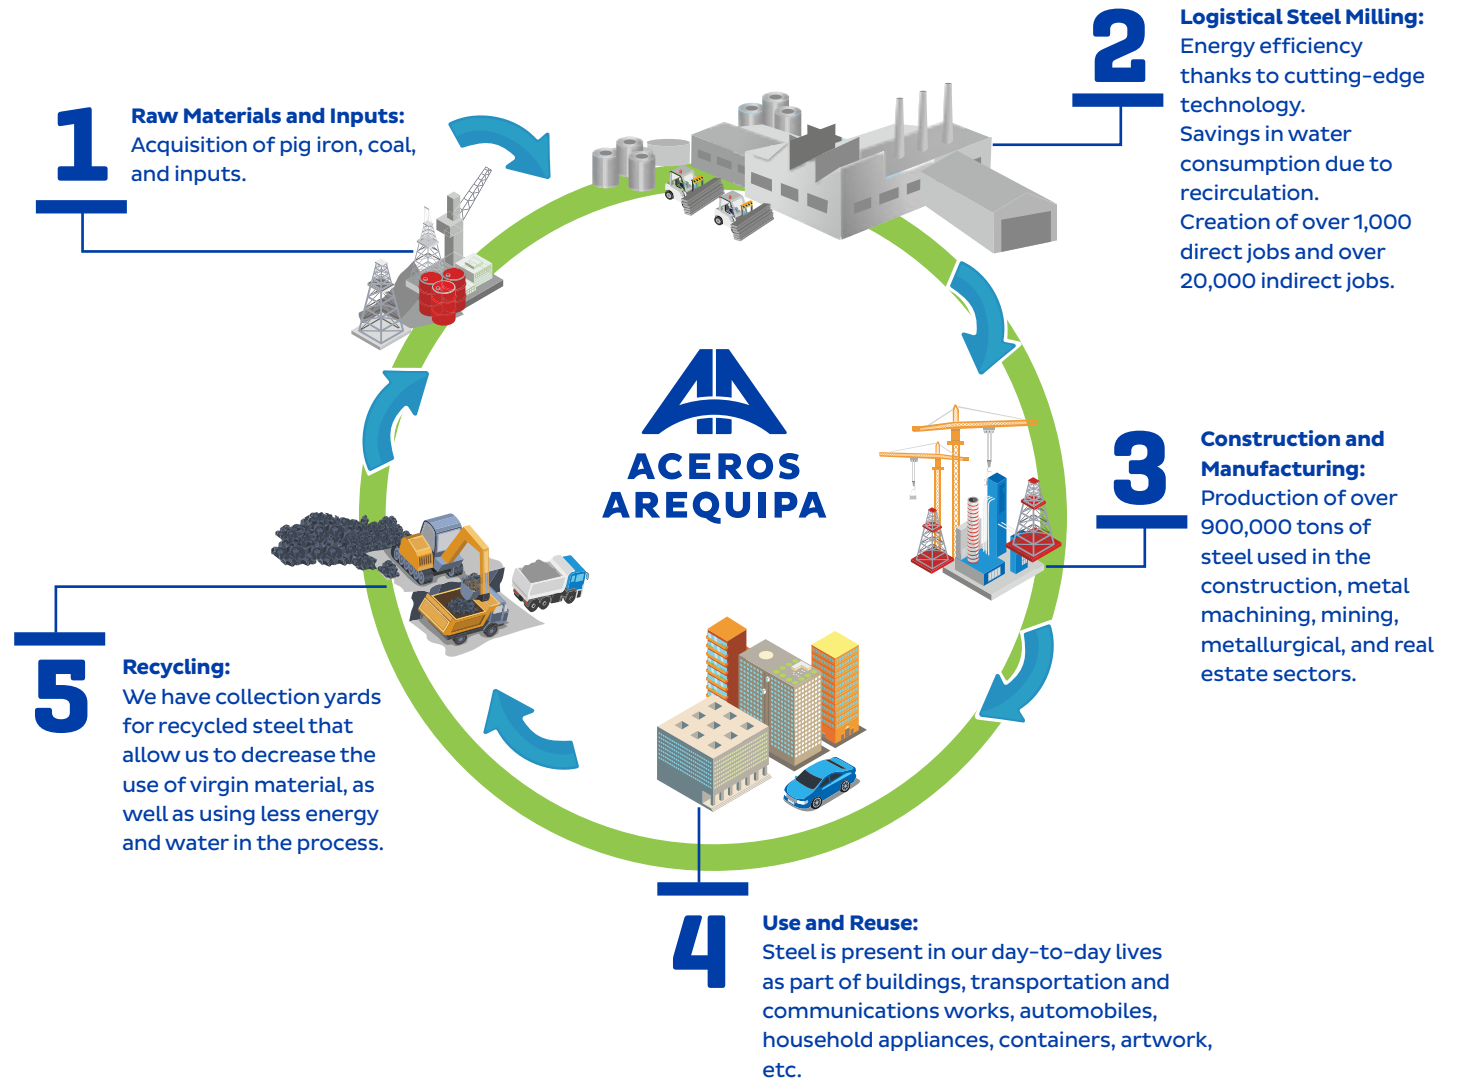 1
Raw Materials and Inputs:
Acquisition of pig iron, coal,
and inputs.
2
Logistical Steel Milling:
Energy efficiency
thanks to cutting-edge
technology.
Savings in water
consumption due to
recirculation.
Creation of over 1,000
direct jobs and over
20,000 indirect jobs.
ACEROS
AREQUIPA
3
Construction and
Manufacturing:
Production of over
900,000 tons of
steel used in the
construction, metal
machining, mining,
metallurgical, and real
estate sectors.
4
Use and Reuse:
Steel is present in our day-to-day lives
as part of buildings, transportation and
communications works, automobiles,
household appliances, containers, artwork,
etc.
5
Recycling:
We have collection yards
for recycled steel that
allow us to decrease the
use of virgin material, as
well as using less energy
and water in the process.